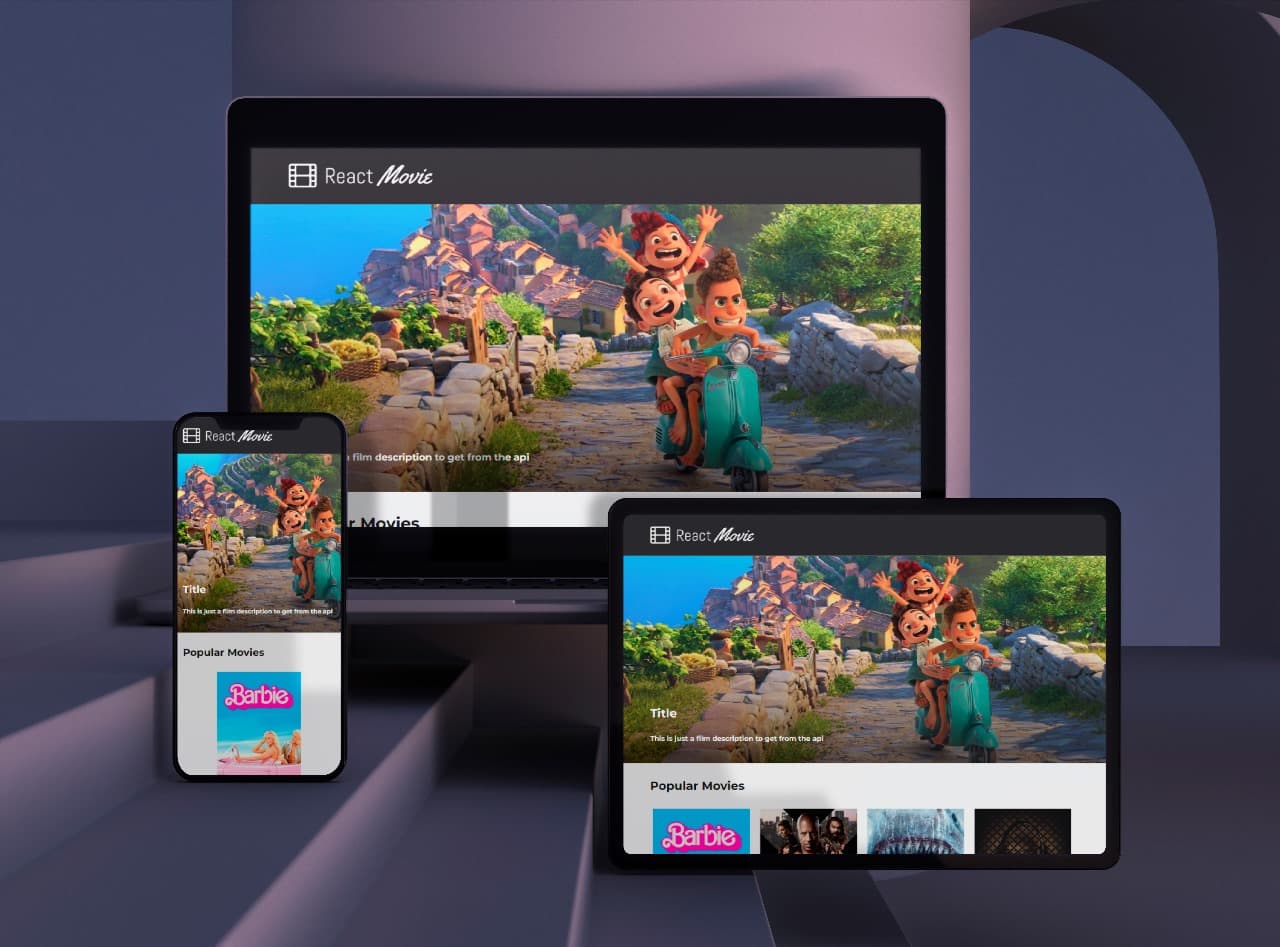 React Movie
a film description to get from the api
r Movies
React Movie
Title
This is just a film description to get from the api
Popular Movies
Barbie
React Movie
Title
This is just a film description to get from the api
Popular Movies
Barbie